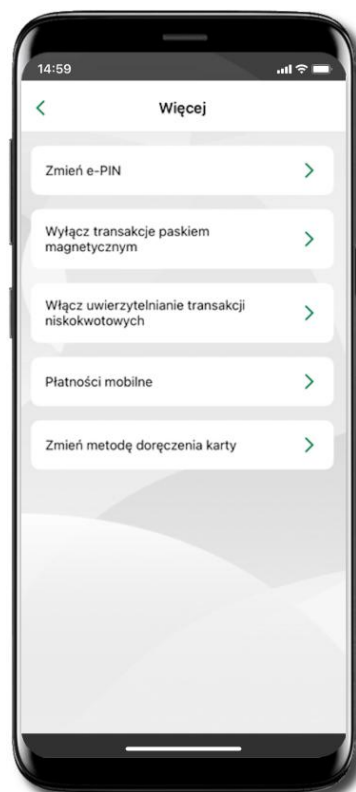 14:59
Więcej
Zmień e-PIN
Wyłącz transakcje paskiem
magnetycznym
Włącz uwierzytelnianie transakcji
niskokwotowych
Płatności mobilne
Zmień metodę doręczenia karty